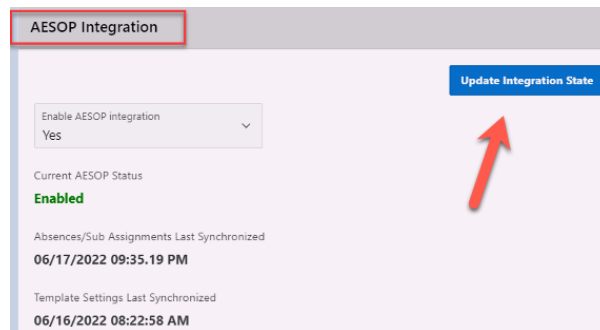 AESOP Integration
Update Integration State
Enable AESOP integration
Yes
Current AESOP Status
Enabled
Absences/Sub Assignments Last Synchronized
06/17/2022 09:35.19 PM
Template Settings Last Synchronized
06/16/2022 08:22:58 AM